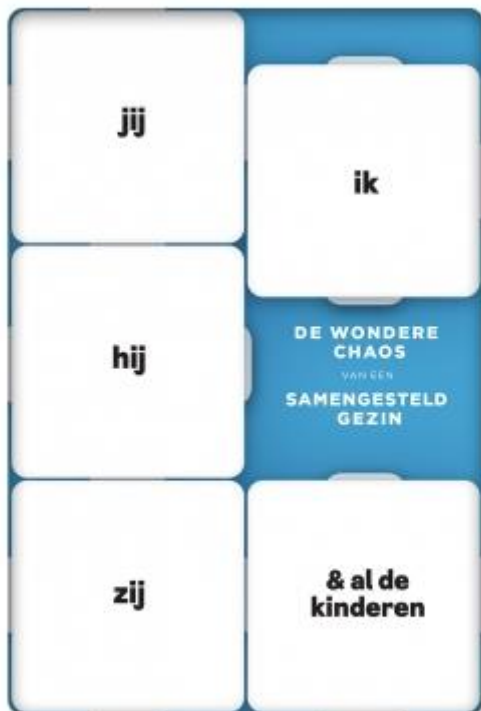 jij
ik
hij
DE WONDERE
CHAOS
VAN EEN
SAMENGESTELD
GEZIN
zij
& al de
kinderen